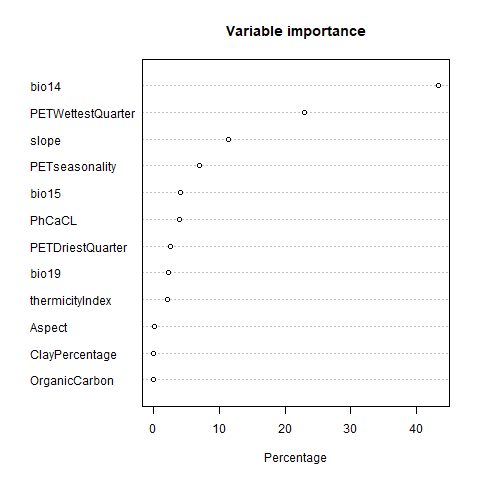 Variable importance
bio14
PETWettestQuarter
slope
PETseasonality
bio15
PhCaCL
PETDriestQuarter
bio19
thermicityIndex
Aspect
ClayPercentage
OrganicCarbon
0 10 20 30 40
Percentage